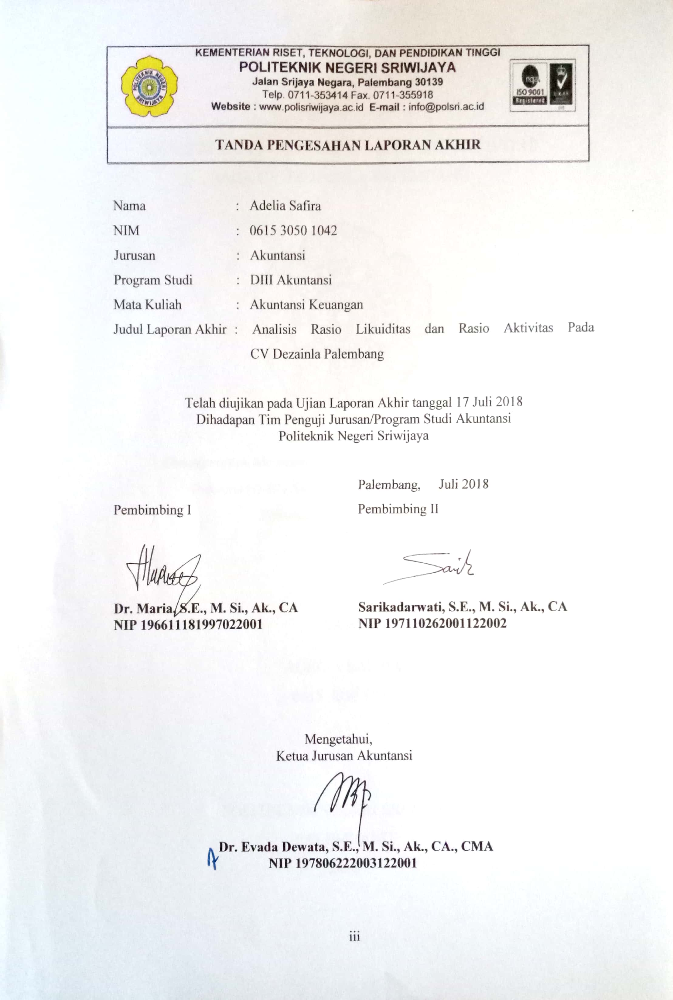 KEMENTERIAN RISET, TEKNOLOGI, DAN PENDIDIKAN TINGGI
POLITEKNIK NEGERI SRIWIJAYA
Jalan Srijaya Negara, Palembang 30139
Telp. 0711-353414 Fax. 0711-355918
Website : www.polisriwijaya.ac.id E-mail : info@polsri.ac.id
POLITEKNIK NEGERI
SRIWIJAYA
nqa.
ISO 9001
Registered
UKAS
TANDA PENGESAHAN LAPORAN AKHIR
Nama : Adelia Safira
NIM : 0615 3050 1042
Jurusan : Akuntansi
Program Studi : DIII Akuntansi
Mata Kuliah : Akuntansi Keuangan
Judul Laporan Akhir : Analisis Rasio Likuiditas dan Rasio Aktivitas Pada
CV Dezainla Palembang
Telah diujikan pada Ujian Laporan Akhir tanggal 17 Juli 2018
Dihadapan Tim Penguji Jurusan/Program Studi Akuntansi
Politeknik Negeri Sriwijaya
Palembang, Juli 2018
Pembimbing I Pembimbing II
Dr. Maria, S.E., M. Si., Ak., CA Sarikadarwati, S.E., M. Si., Ak., CA
NIP 196611181997022001 NIP 197110262001122002
Mengetahui,
Ketua Jurusan Akuntansi
Dr. Evada Dewata, S.E., M. Si., Ak., CA., CMA
NIP 197806222003122001
iii